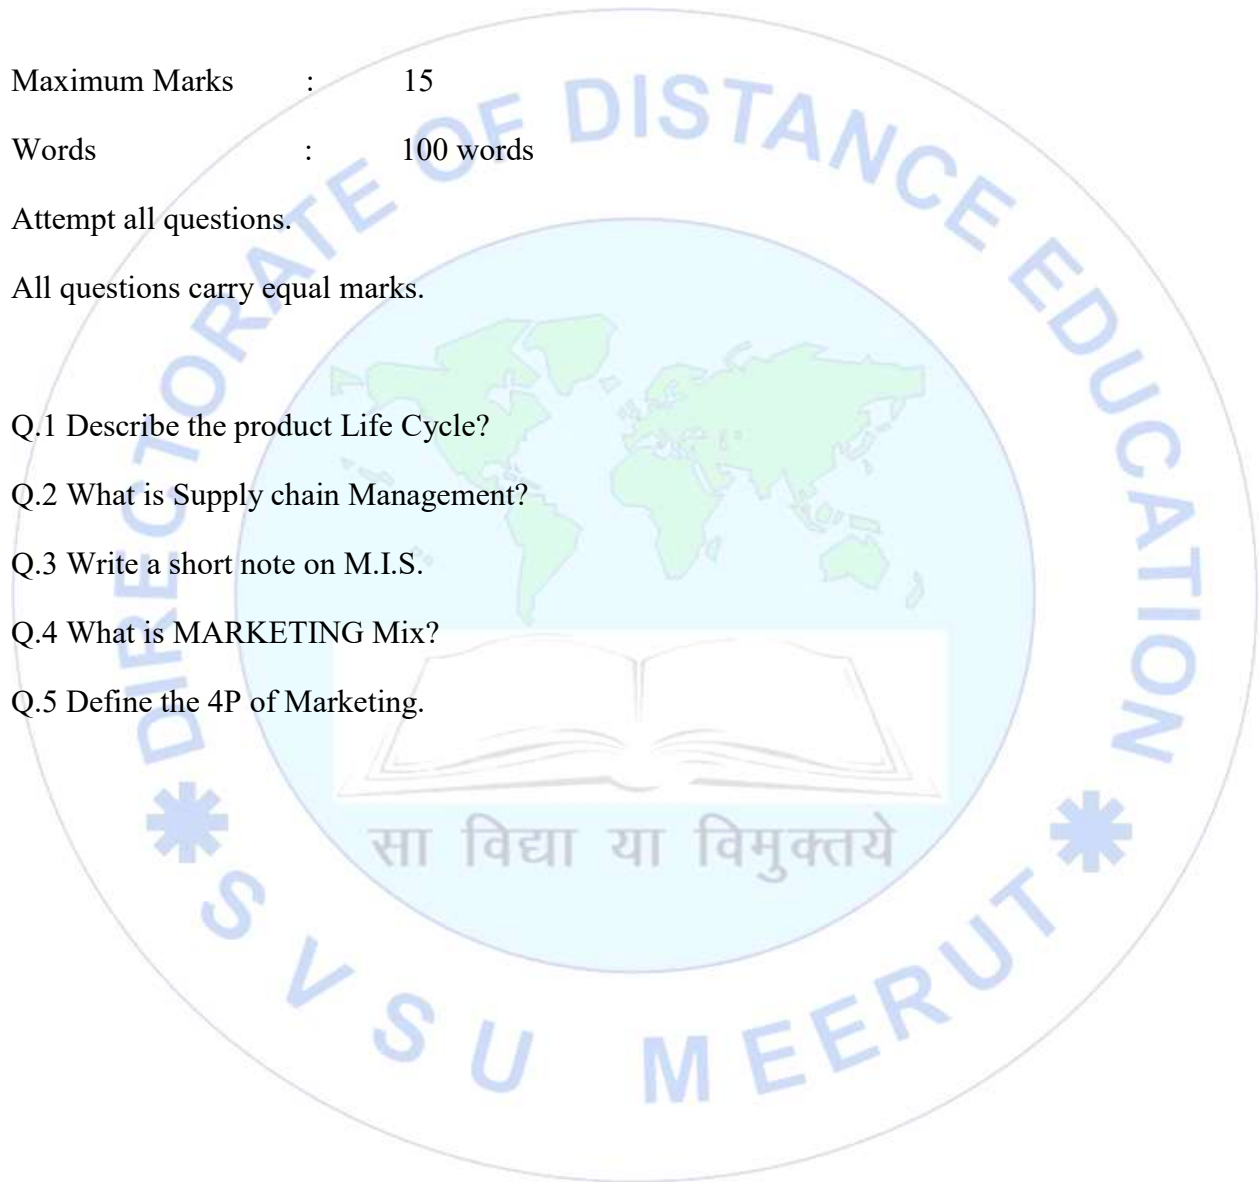 Maximum Marks : 15
Words : 100 words
Attempt all questions.
All questions carry equal marks.
Q.1 Describe the product Life Cycle?
Q.2 What is Supply chain Management?
Q.3 Write a short note on M.I.S.
Q.4 What is MARKETING Mix?
Q.5 Define the 4P of Marketing.
DIRECTORATE OF DISTANCE EDUCATION
सा विद्या या विमुक्तये
SVSU MEERUT